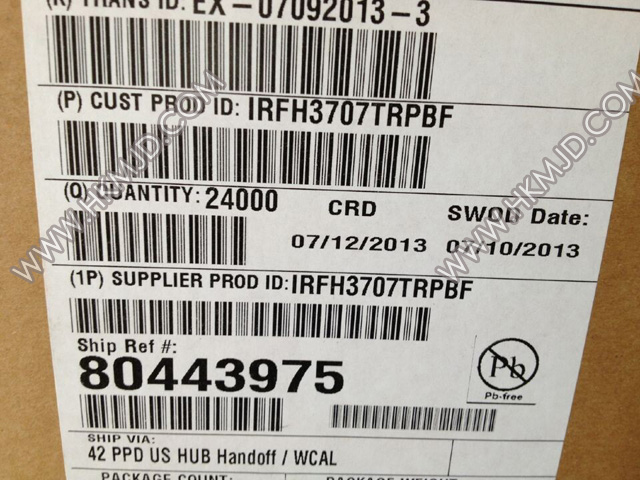 (K) TRANS ID: EX-07092013-3
(P) CUST PROD ID: IRFH3707TRPBF
(Q) QUANTITY: 24000
CRD
SWOD Date:
07/12/2013
07/10/2013
(1P) SUPPLIER PROD ID: IRFH3707TRPBF
Ship Ref #:
80443975
Pb
Pb-free
SHIP VIA:
42 PPD US HUB Handoff / WCAL
PACKAGE COUNT:
PACKAGE WEIGHT
WWW.HKMJD.COM
WWW.HKMJD.COM